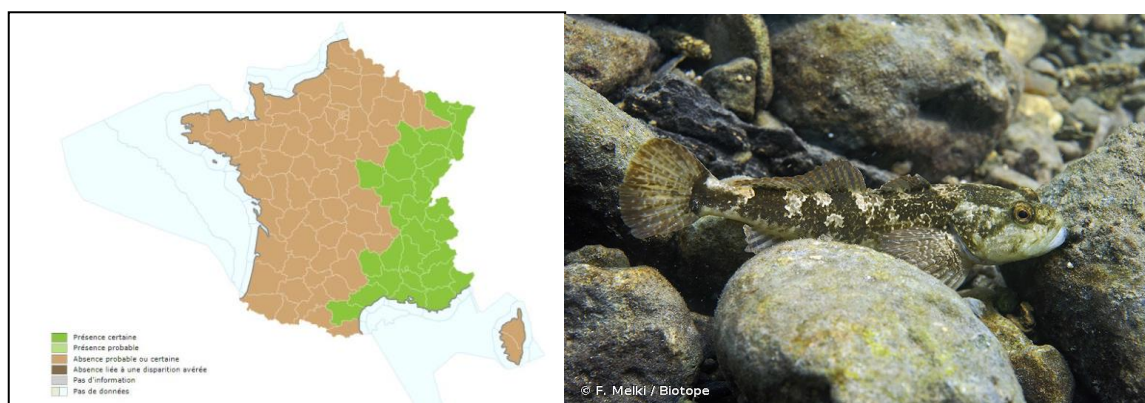 Présence certaine
Présence probable
Absence probable ou certaine
Absence liée à une disparition avérée
Pas d'information
Pas de données
© F. Melki / Biotope